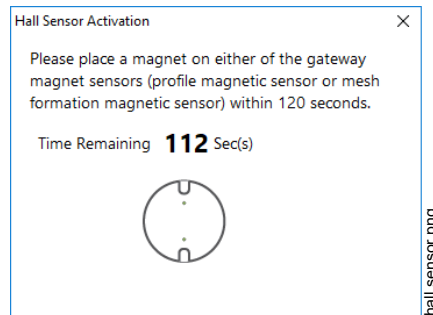 Hall Sensor Activation
Please place a magnet on either of the gateway
magnet sensors (profile magnetic sensor or mesh
formation magnetic sensor) within 120 seconds.
Time Remaining 112 Sec(s)
hall sensor.png